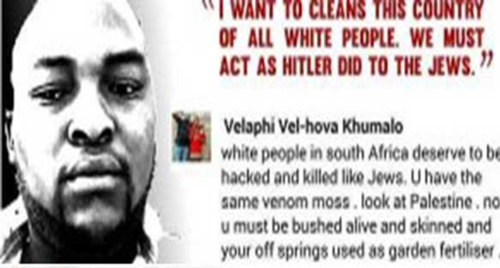 "I WANT TO CLEANS THIS COUNTRY
OF ALL WHITE PEOPLE. WE MUST
ACT AS HITLER DID TO THE JEWS."
Velaphi Vel-hova Khumalo
white people in south Africa deserve to be
hacked and killed like Jews. U have the
same venom moss . look at Palestine . no
u must be bushed alive and skinned and
your off springs used as garden fertiliser